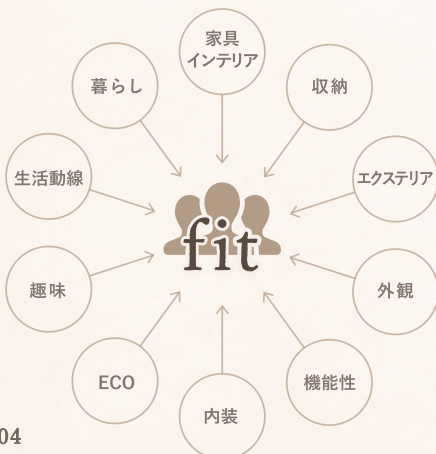 家具
インテリア
暮らし
収納
生活動線
エクステリア
fit
趣味
外観
ECO
機能性
内装
04